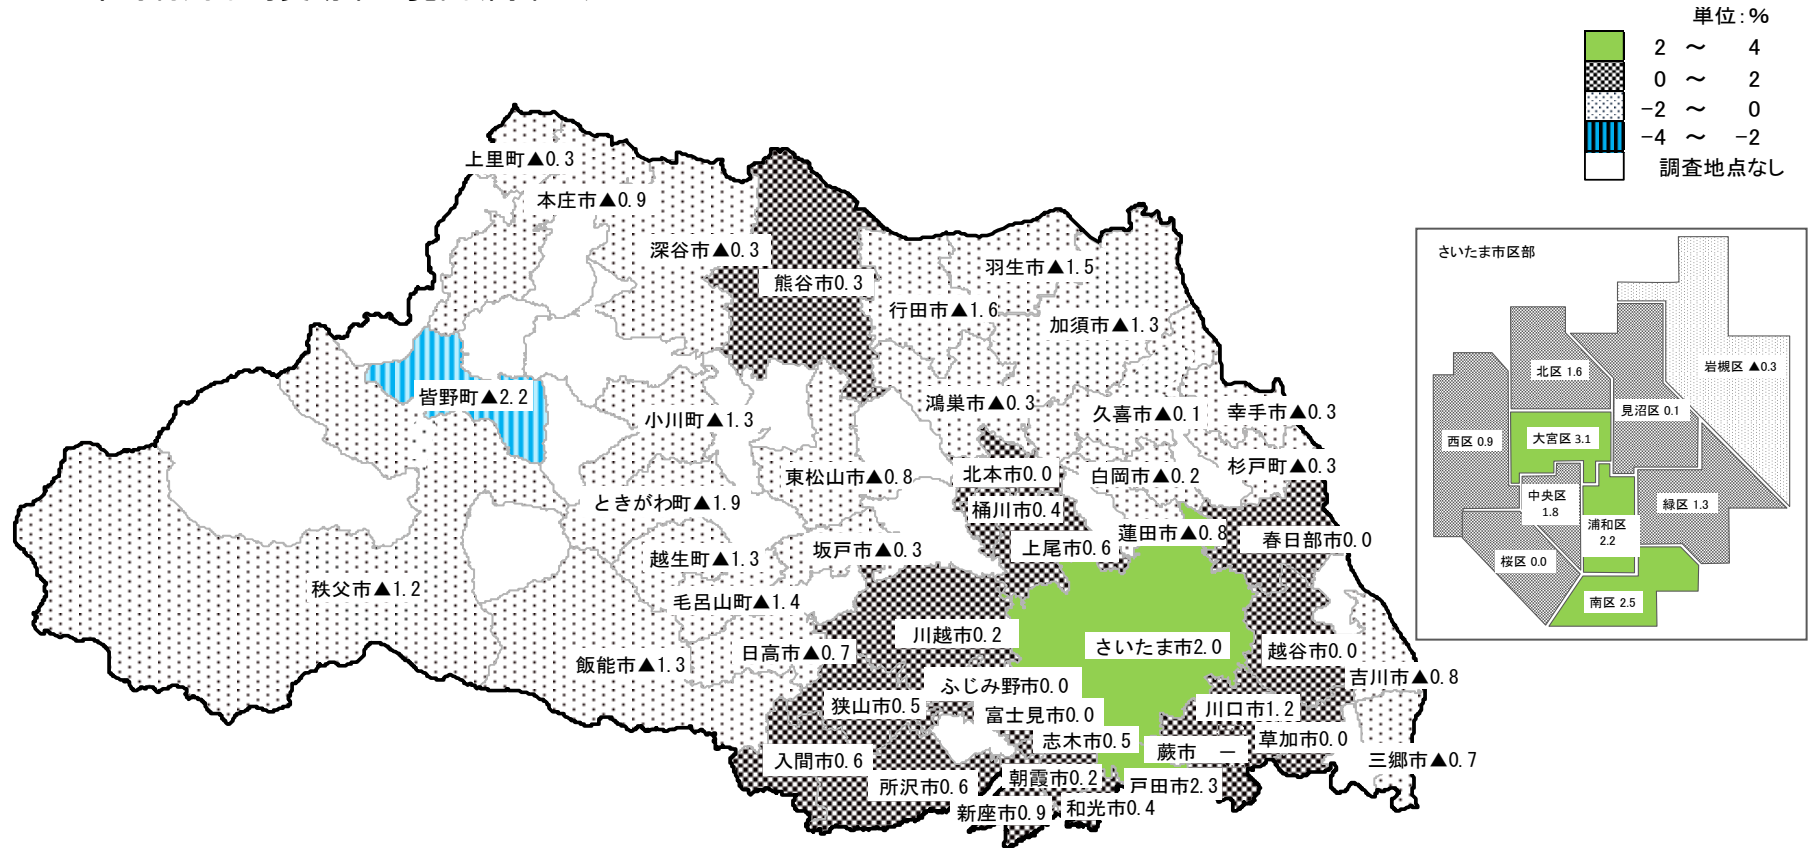 単位：％
2 ～ 4
0 ～ 2
-2 ～ 0
-4 ～ -2
調査地点なし
上里町▲0.3
本庄市▲0.9
深谷市▲0.3
熊谷市0.3
羽生市▲1.5
行田市▲1.6
加須市▲1.3
皆野町▲2.2
小川町▲1.3
鴻巣市▲0.3
久喜市▲0.1
幸手市▲0.3
東松山市▲0.8
北本市0.0
白岡市▲0.2
杉戸町▲0.3
ときがわ町▲1.9
桶川市0.4
蓮田市▲0.8
春日部市0.0
越生町▲1.3
坂戸市▲0.3
上尾市0.6
秩父市▲1.2
毛呂山町▲1.4
川越市0.2
さいたま市2.0
越谷市0.0
飯能市▲1.3
日高市▲0.7
ふじみ野市0.0
吉川市▲0.8
狭山市0.5
富士見市0.0
川口市1.2
志木市0.5
蕨市 －
草加市0.0
入間市0.6
三郷市▲0.7
所沢市0.6
朝霞市0.2
戸田市2.3
新座市0.9
和光市0.4
さいたま市区部
岩槻区 ▲0.3
北区 1.6
見沼区 0.1
西区 0.9
大宮区 3.1
中央区
1.8
緑区 1.3
浦和区
2.2
桜区 0.0
南区 2.5